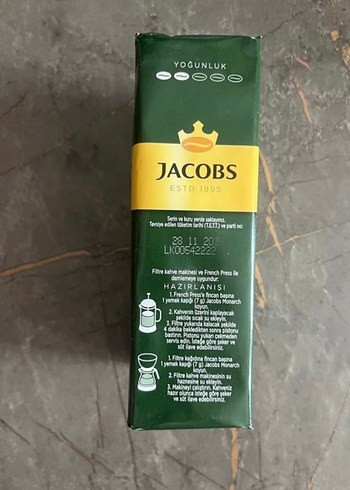 YOĞUNLUK
JACOBS
ESTD 1895
Serin ve kuru yerde saklayınız.
Tavsiye edilen tüketim tarihi (T.E.T.T.) ve parti no:
28 11
LK0054222
Filtre kahve makinesi ve French Press ile
demlemeye uygundur:
HAZIRLANIŞI
1. French Press'e fincan başına
1 yemek kaşığı (7 g) Jacobs Monarch
koyun.
2. Kahvenin üzerini kaplayacak
şekilde sıcak su ekleyin.
3. Filtre yukarıda kalacak şekilde
4 dakika bekledikten sonra pistonu
bastırın. Pistonu yukarı çekmeden
servis edin. İsteğe göre şeker ve
süt ilave edebilirsiniz.
1. Filtre kağıdına fincan başına
1 yemek kaşığı (7 g) Jacobs Monarch
koyun.
2. Filtre kahve makinesinin su
haznesine su ekleyin.
3. Makineyi çalıştırın. Kahveniz
hazır olunca isteğe göre şeker
ve süt ilave edebilirsiniz.